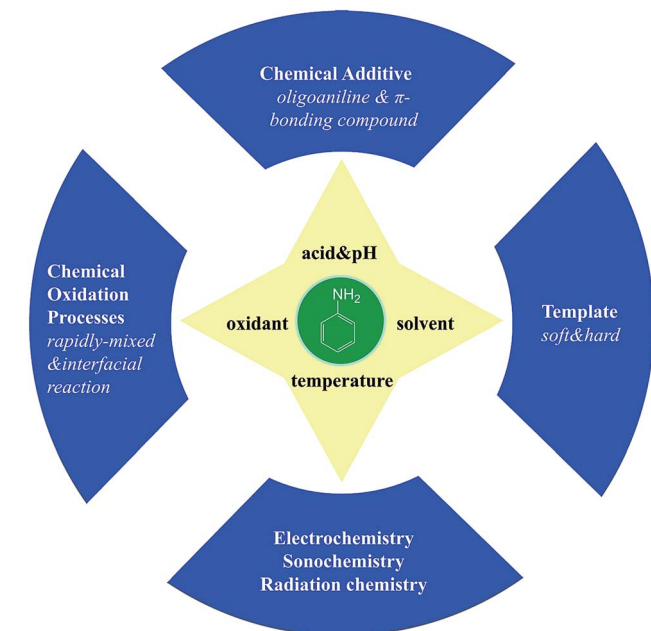 Chemical Additive
oligoaniline & π-
bonding compound
Chemical
Oxidation
Processes
rapidly-mixed
&interfacial
reaction
acid&pH
NH₂
oxidant
solvent
temperature
Template
soft&hard
Electrochemistry
Sonochemistry
Radiation chemistry